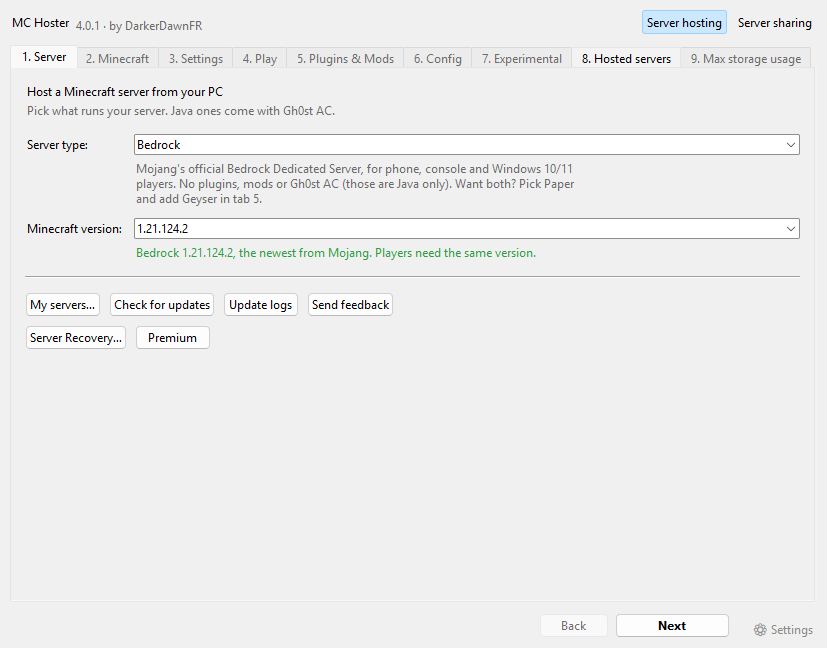 MC Hoster 4.0.1 · by DarkerDawnFR Server hosting Server sharing
1. Server 2. Minecraft 3. Settings 4. Play 5. Plugins & Mods 6. Config 7. Experimental 8. Hosted servers 9. Max storage usage
Host a Minecraft server from your PC
Pick what runs your server. Java ones come with Gh0st AC.
Server type: Bedrock
Mojang's official Bedrock Dedicated Server, for phone, console and Windows 10/11
players. No plugins, mods or Gh0st AC (those are Java only). Want both? Pick Paper
and add Geyser in tab 5.
Minecraft version: 1.21.124.2
Bedrock 1.21.124.2, the newest from Mojang. Players need the same version.
My servers... Check for updates Update logs Send feedback
Server Recovery... Premium
Back Next Settings